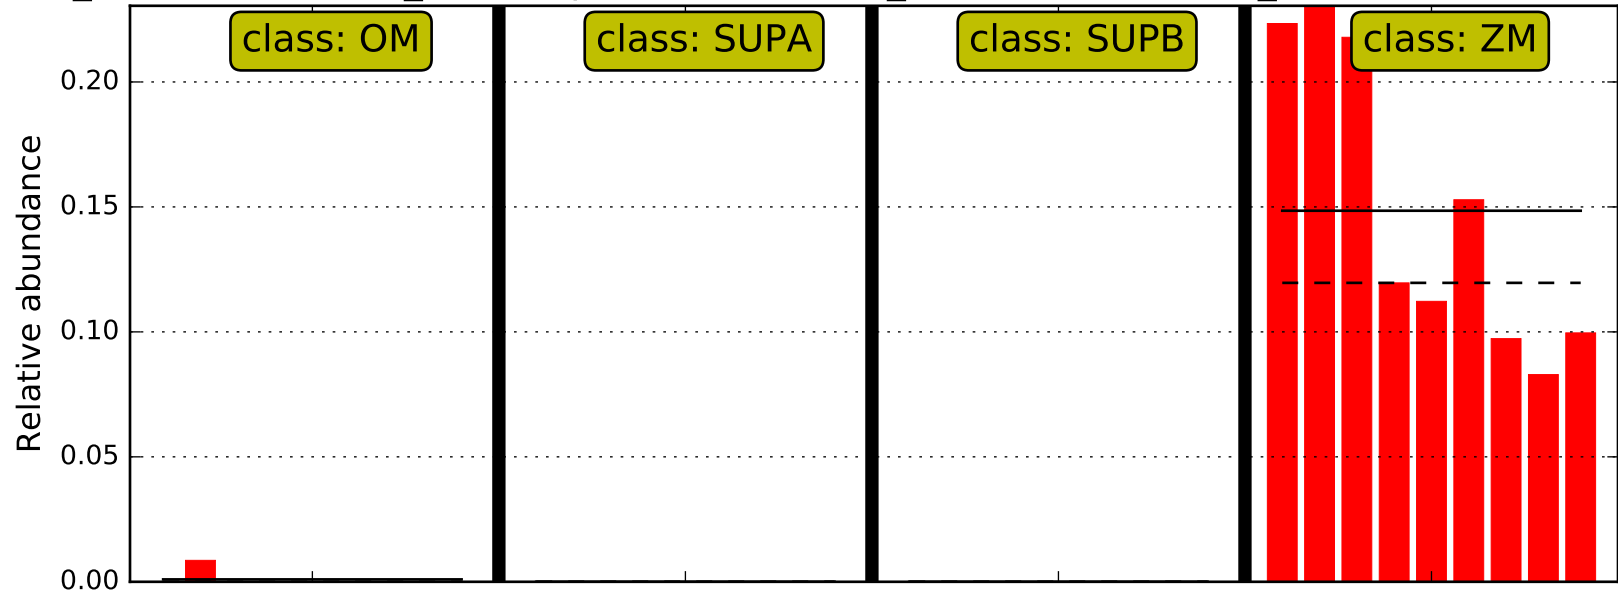 class: OM
class: SUPA
class: SUPB
class: ZM
Relative abundance
0.20
0.15
0.10
0.05
0.00